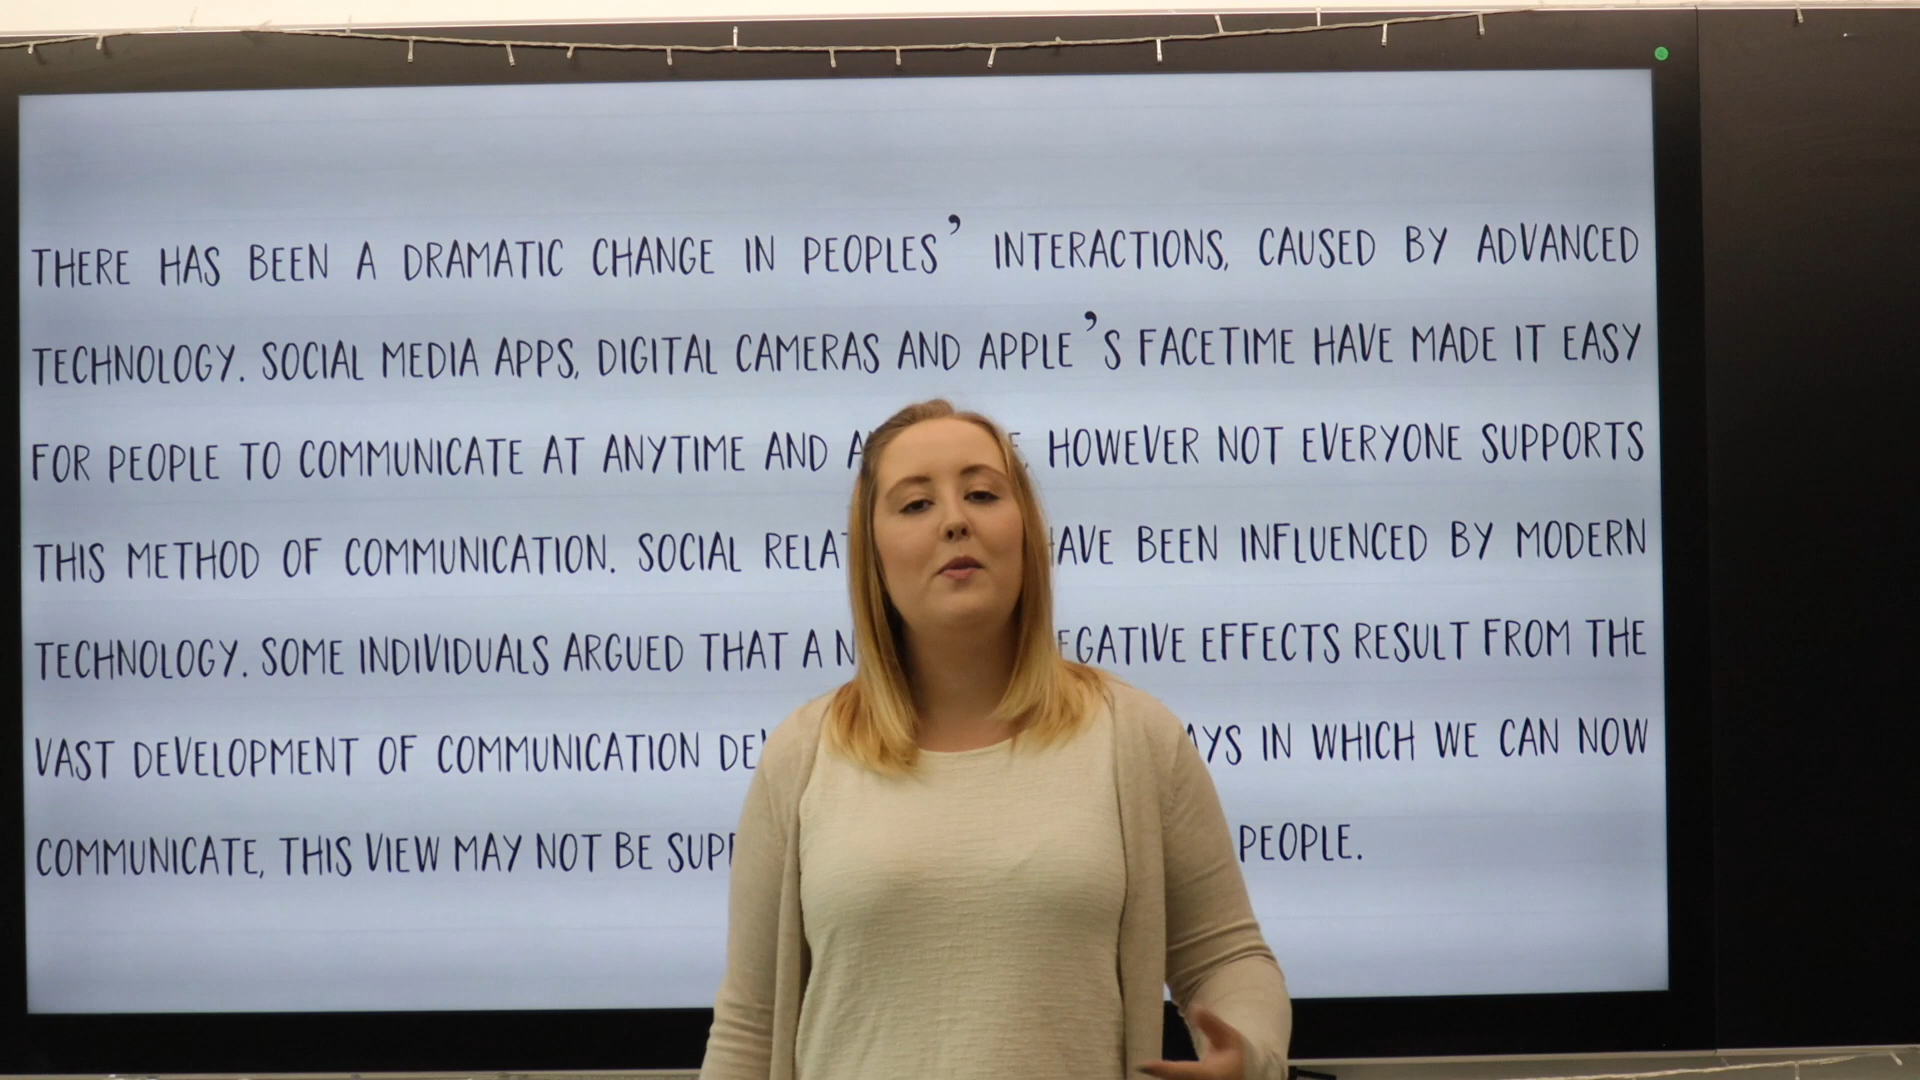 THERE HAS BEEN A DRAMATIC CHANGE IN PEOPLES' INTERACTIONS, CAUSED BY ADVANCED
TECHNOLOGY. SOCIAL MEDIA APPS, DIGITAL CAMERAS AND APPLE'S FACETIME HAVE MADE IT EASY
FOR PEOPLE TO COMMUNICATE AT ANYTIME AND HOWEVER NOT EVERYONE SUPPORTS
THIS METHOD OF COMMUNICATION. SOCIAL BEEN INFLUENCED BY MODERN
TECHNOLOGY. SOME INDIVIDUALS ARGUED THAT A EFFECTS RESULT FROM THE
VAST DEVELOPMENT OF COMMUNICATION IN WHICH WE CAN NOW
COMMUNICATE, THIS VIEW MAY NOT BE PEOPLE.